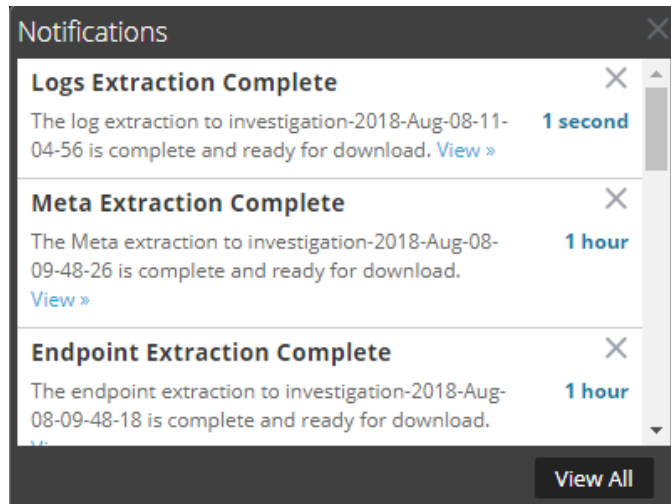 Notifications
Logs Extraction Complete
The log extraction to investigation-2018-Aug-08-11-
04-56 is complete and ready for download. View »
1 second
Meta Extraction Complete
The Meta extraction to investigation-2018-Aug-08-
09-48-26 is complete and ready for download.
View »
1 hour
Endpoint Extraction Complete
The endpoint extraction to investigation-2018-Aug-
08-09-48-18 is complete and ready for download.
1 hour
View All